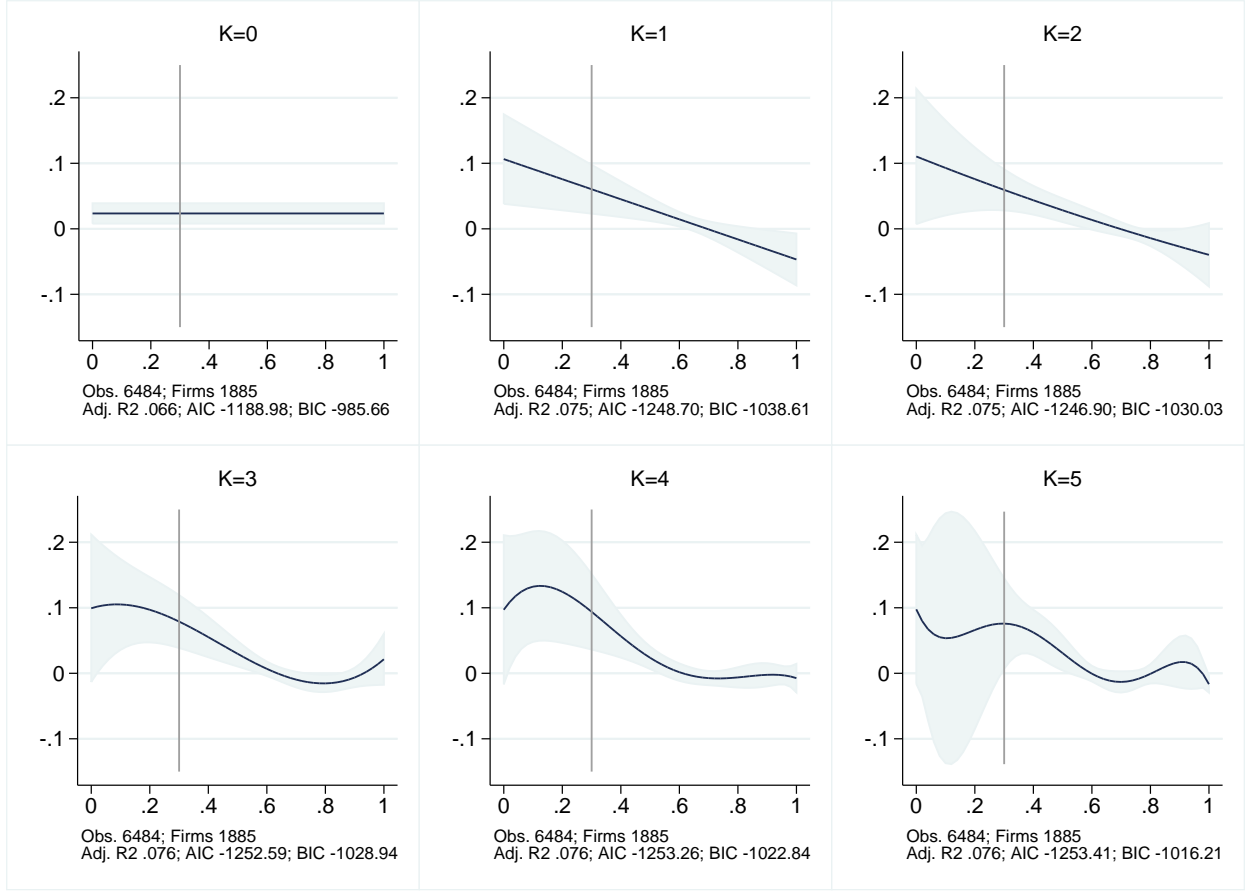 K=0
.2
.1
0
-.1
0 .2 .4 .6 .8 1
Obs. 6484; Firms 1885
Adj. R2 .066; AIC -1188.98; BIC -985.66
K=1
.2
.1
0
-.1
0 .2 .4 .6 .8 1
Obs. 6484; Firms 1885
Adj. R2 .075; AIC -1248.70; BIC -1038.61
K=2
.2
.1
0
-.1
0 .2 .4 .6 .8 1
Obs. 6484; Firms 1885
Adj. R2 .075; AIC -1246.90; BIC -1030.03
K=3
.2
.1
0
-.1
0 .2 .4 .6 .8 1
Obs. 6484; Firms 1885
Adj. R2 .076; AIC -1252.59; BIC -1028.94
K=4
.2
.1
0
-.1
0 .2 .4 .6 .8 1
Obs. 6484; Firms 1885
Adj. R2 .076; AIC -1253.26; BIC -1022.84
K=5
.2
.1
0
-.1
0 .2 .4 .6 .8 1
Obs. 6484; Firms 1885
Adj. R2 .076; AIC -1253.41; BIC -1016.21